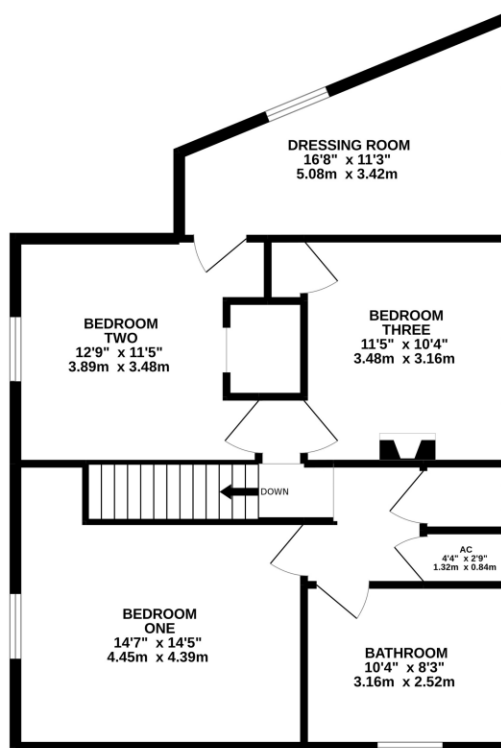 DRESSING ROOM
16'8" x 11'3"
5.08m x 3.42m
BEDROOM
TWO
12'9" x 11'5"
3.89m x 3.48m
BEDROOM
THREE
11'5" x 10'4"
3.48m x 3.16m
DOWN
AC
4'4" x 2'9"
1.32m x 0.84m
BEDROOM
ONE
14'7" x 14'5"
4.45m x 4.39m
BATHROOM
10'4" x 8'3"
3.16m x 2.52m